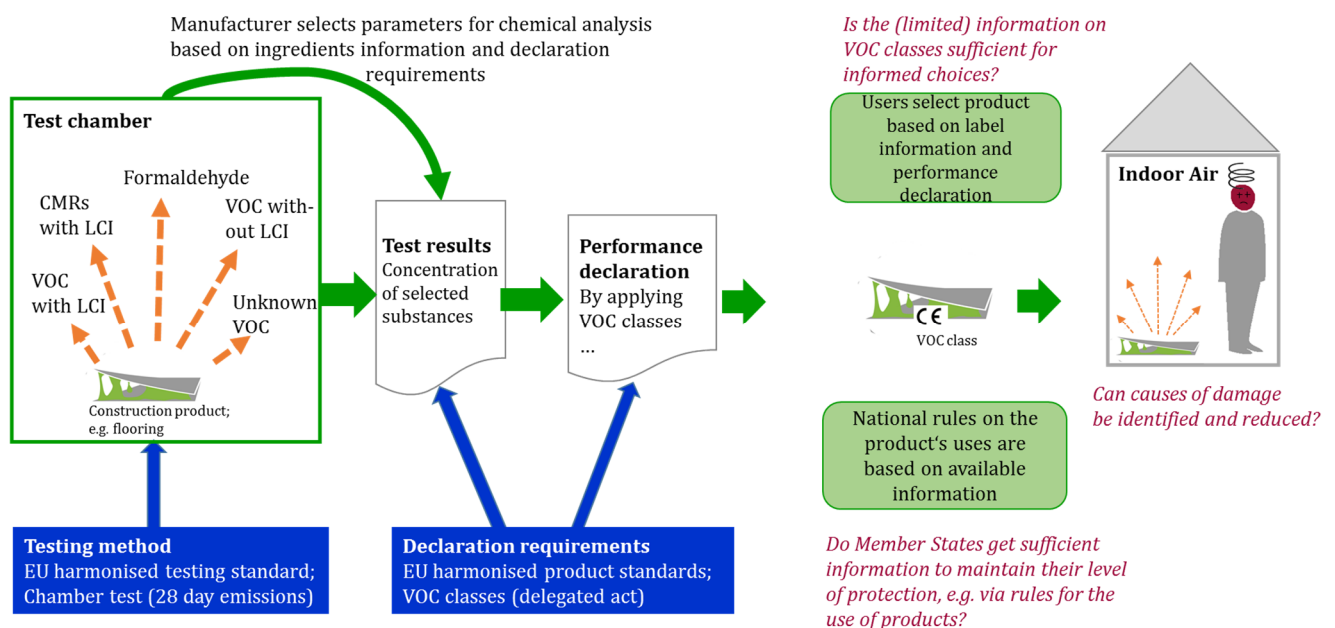 Manufacturer selects parameters for chemical analysis
based on ingredients information and declaration
requirements
Test chamber
Formaldehyde
CMRs
with LCI
VOC with-
out LCI
VOC
with LCI
Unknown
VOC
Construction product;
e.g. flooring
Test results
Concentration
of selected
substances
Performance
declaration
By applying
VOC classes
...
Testing method
EU harmonised testing standard;
Chamber test (28 day emissions)
Declaration requirements
EU harmonised product standards;
VOC classes (delegated act)
Is the (limited) information on
VOC classes sufficient for
informed choices?
Users select product
based on label
information and
performance
declaration
CE
VOC class
National rules on the
product‘s uses are
based on available
information
Do Member States get sufficient
information to maintain their level
of protection, e.g. via rules for the
use of products?
Indoor Air
Can causes of damage
be identified and reduced?